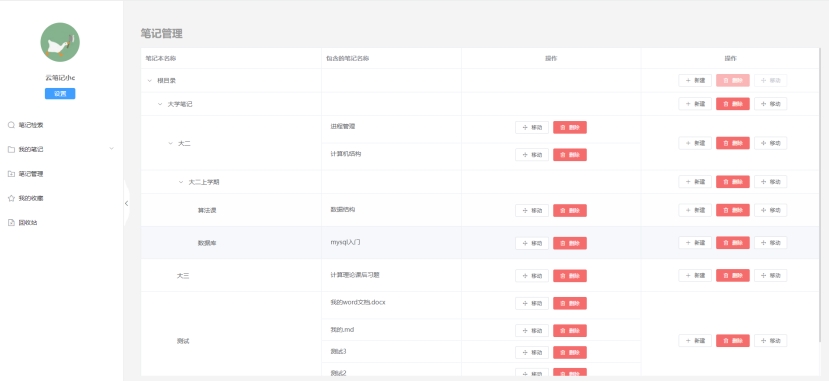 云笔记小c
设置
笔记检索
我的笔记
笔记管理
我的收藏
回收站
笔记管理
笔记本名称 包含的笔记名称 操作 操作
根目录 新建 删除 移动
大学笔记 新建 删除 移动
大二 进程管理 移动 删除 新建 删除 移动
计算机结构 移动 删除
大二上学期 新建 删除 移动
算法课 数据结构 移动 删除 新建 删除 移动
数据库 mysql入门 移动 删除 新建 删除 移动
大三 计算理论课后习题 移动 删除 新建 删除 移动
测试 我的word文档.docx 移动 删除 新建 删除 移动
我的.md 移动 删除
测试3 移动 删除
测试2 移动 删除